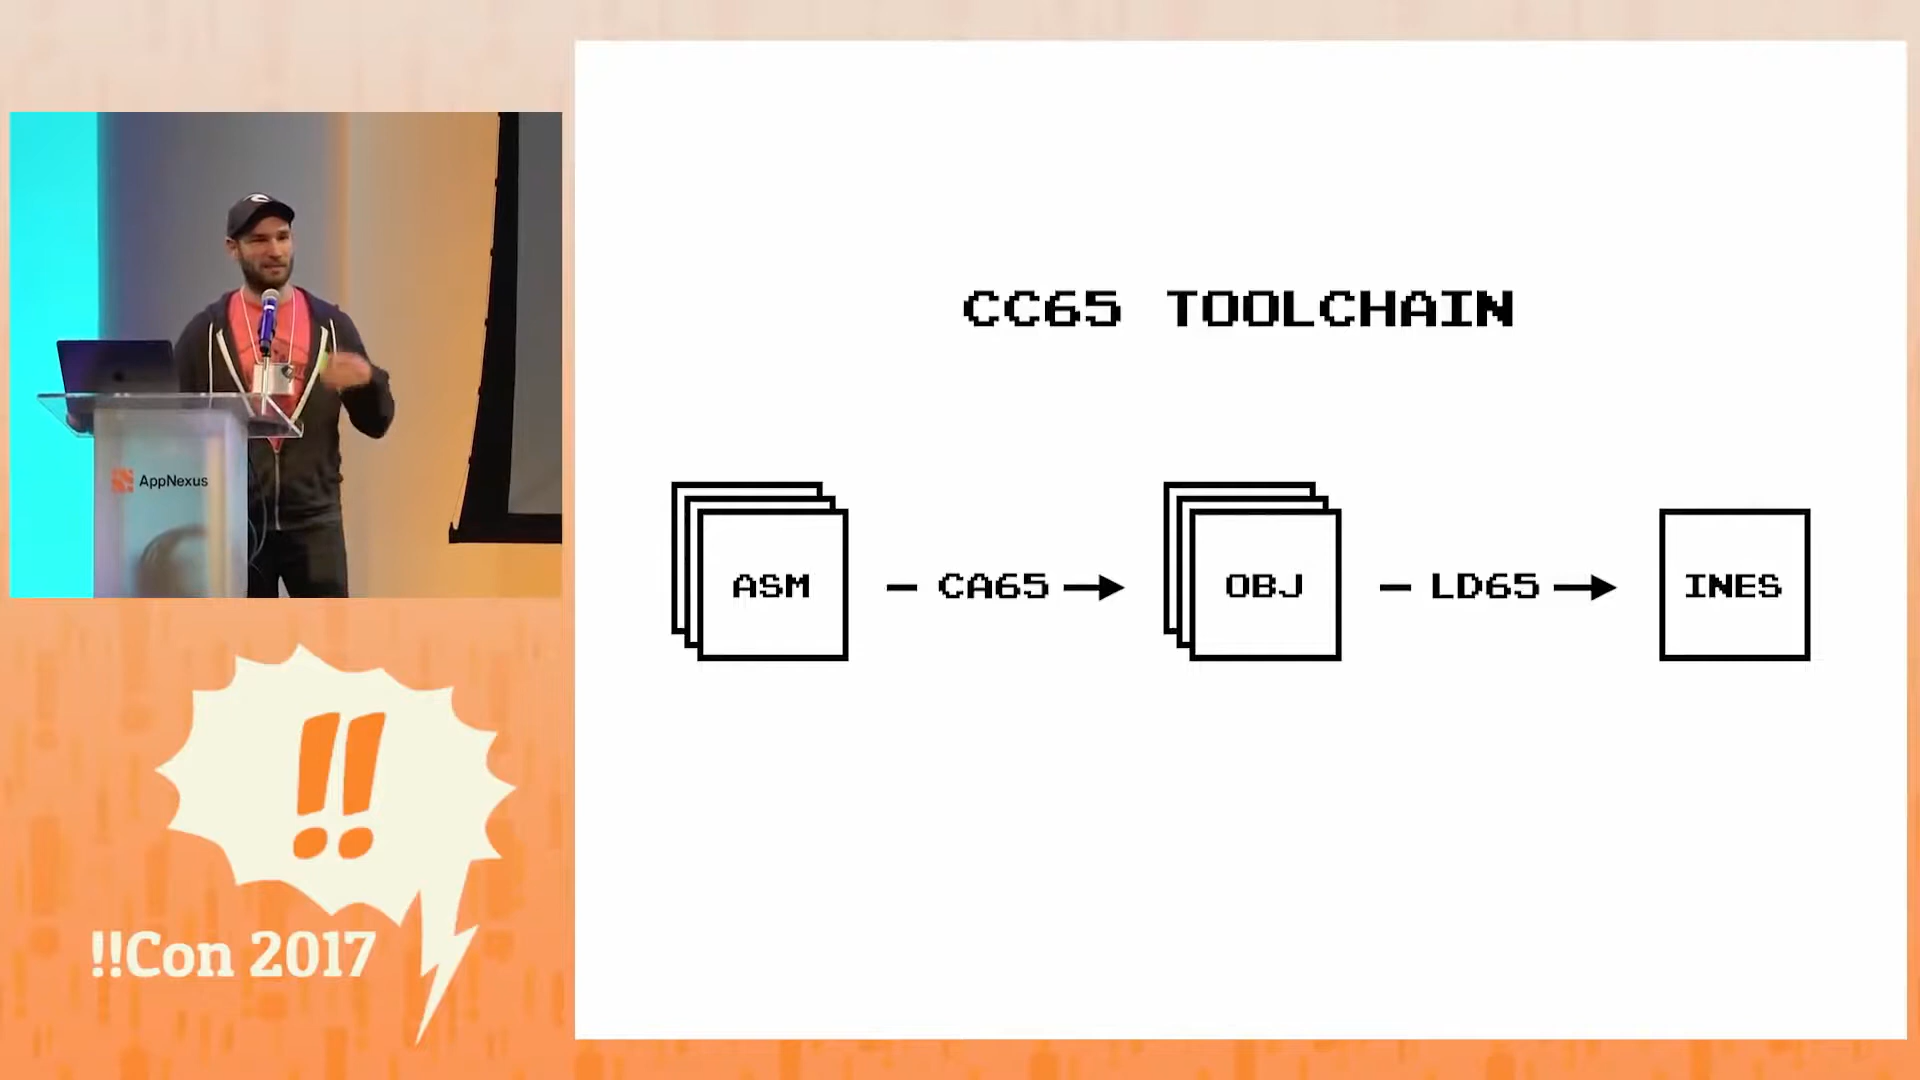 CC65 TOOLCHAIN
ASM – CA65 → OBJ – LD65 → INES
AppNexus
!!
!!Con 2017